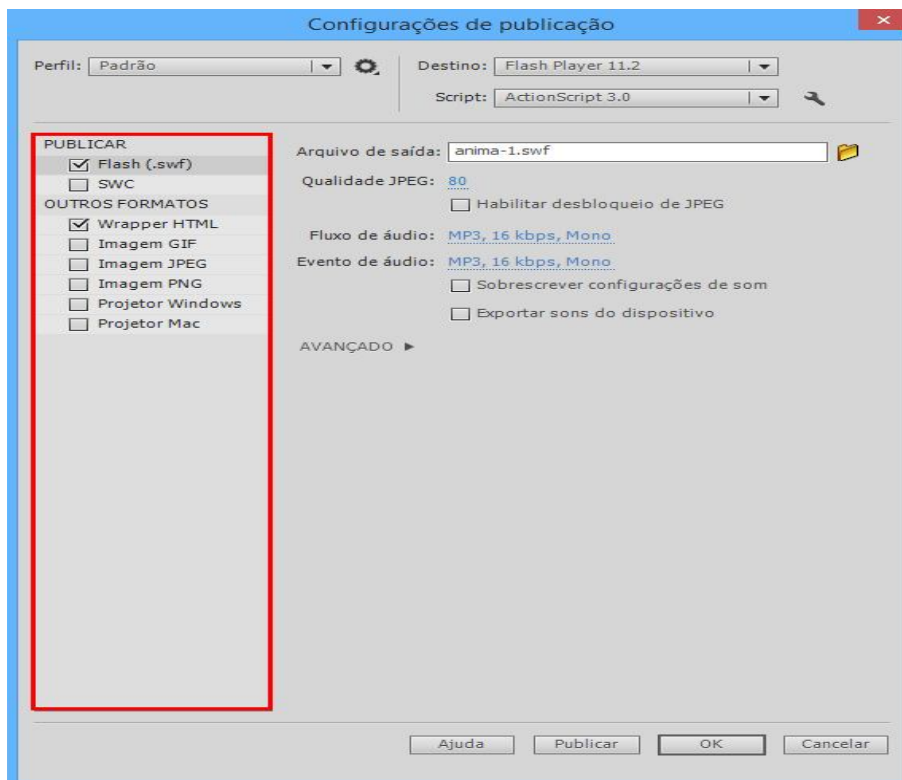 Configurações de publicação
Perfil: Padrão
Destino: Flash Player 11.2
Script: ActionScript 3.0
PUBLICAR
Flash (.swf)
SWC
OUTROS FORMATOS
Wrapper HTML
Imagem GIF
Imagem JPEG
Imagem PNG
Projetor Windows
Projetor Mac
Arquivo de saída: anima-1.swf
Qualidade JPEG: 80
Habilitar desbloqueio de JPEG
Fluxo de áudio: MP3, 16 kbps, Mono
Evento de áudio: MP3, 16 kbps, Mono
Sobrescrever configurações de som
Exportar sons do dispositivo
AVANÇADO
Ajuda Publicar OK Cancelar